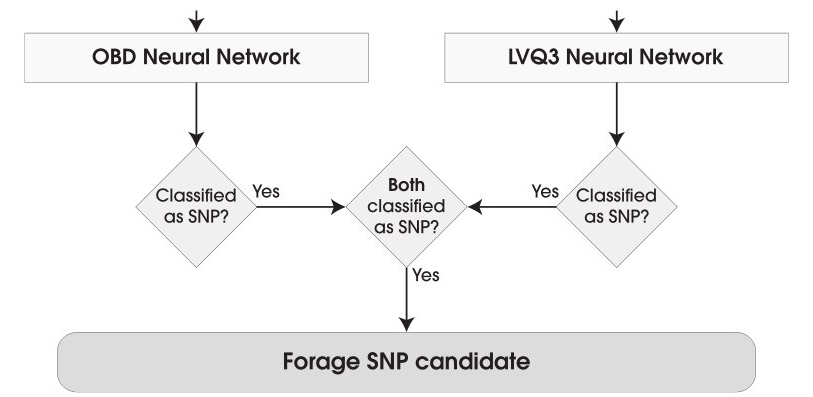 OBD Neural Network
LVQ3 Neural Network
Classified
as SNP?
Yes
Both
classified
as SNP?
Yes
Classified
as SNP?
Yes
Forage SNP candidate